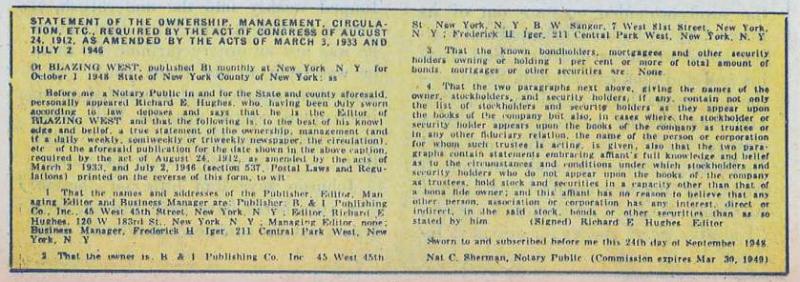 STATEMENT OF THE OWNERSHIP, MANAGEMENT, CIRCULA-
TION, ETC., REQUIRED BY THE ACT OF CONGRESS OF AUGUST
24, 1912, AS AMENDED BY THE ACTS OF MARCH 3, 1933 AND
JULY 2 1946
Of BLAZING WEST, published Bi monthly at New York N Y for
October 1 1948 State of New York County of New York: ss
Before me a Notary Public in and for the State and county aforesaid,
personally appeared Richard E. Hughes, who, having been duly sworn
according to law deposes and says that he is the Editor of
BLAZING WEST and that the following is, to the best of his knowl
edge and belief, a true statement of the ownership, management (and
if a daily weekly, semiweekly or triweekly newspaper, the circulation),
etc of the aforesaid publication for the date shown in the above caption,
required by the act of August 24, 1912, as amended by the acts of
March 3, 1933, and July 2, 1946 (section 537, Postal Laws and Regu-
lations) printed on the reverse of this form, to wit
1 That the names and addresses of the Publisher, Editor, Man
aging Editor and Business Manager are: Publisher, B. & I Publishing
Co., Inc., 45 West 45th Street, New York, N Y ; Editor, Richard E
Hughes, 120 W 183rd St., New York N Y ; Managing Editor, none;
Business Manager, Frederick H Iger, 211 Central Park West, New
York, N Y
2 That the owner is, B & I Publishing Co. Inc 45 West 45th
St New York, N Y, B. W Sangor, 7 West 81st Street, New York,
N Y ; Frederick H. Iger, 211 Central Park West, New York, N. Y
3 That the known bondholders, mortgagees and other security
holders owning or holding 1 per cent or more of total amount of
bonds, mortgages or other securities are None
4 That the two paragraphs next above, giving the names of the
owner, stockholders, and security holders, if any, contain not only
the list of stockholders and security holders as they appear upon
the books of the company but also, in cases where the stockholder or
security holder appears upon the books of the company as trustee or
in any other fiduciary relation, the name of the person or corporation
for whom such trustee is acting, is given, also that the two para-
graphs contain statements embracing affiant's full knowledge and belief
as to the circumstances and conditions under which stockholders and
security holders who do not appear upon the books of the company
as trustees, hold stock and securities in a capacity other than that of
a bona fide owner; and this affiant has no reason to believe that any
other person, association or corporation has any interest, direct or
indirect, in the said stock, bonds or other securities than as so
stated by him (Signed) Richard E Hughes Editor
Sworn to and subscribed before me this 24th day of September 1948
Nat C. Sherman, Notary Public (Commission expires Mar 30, 1949)